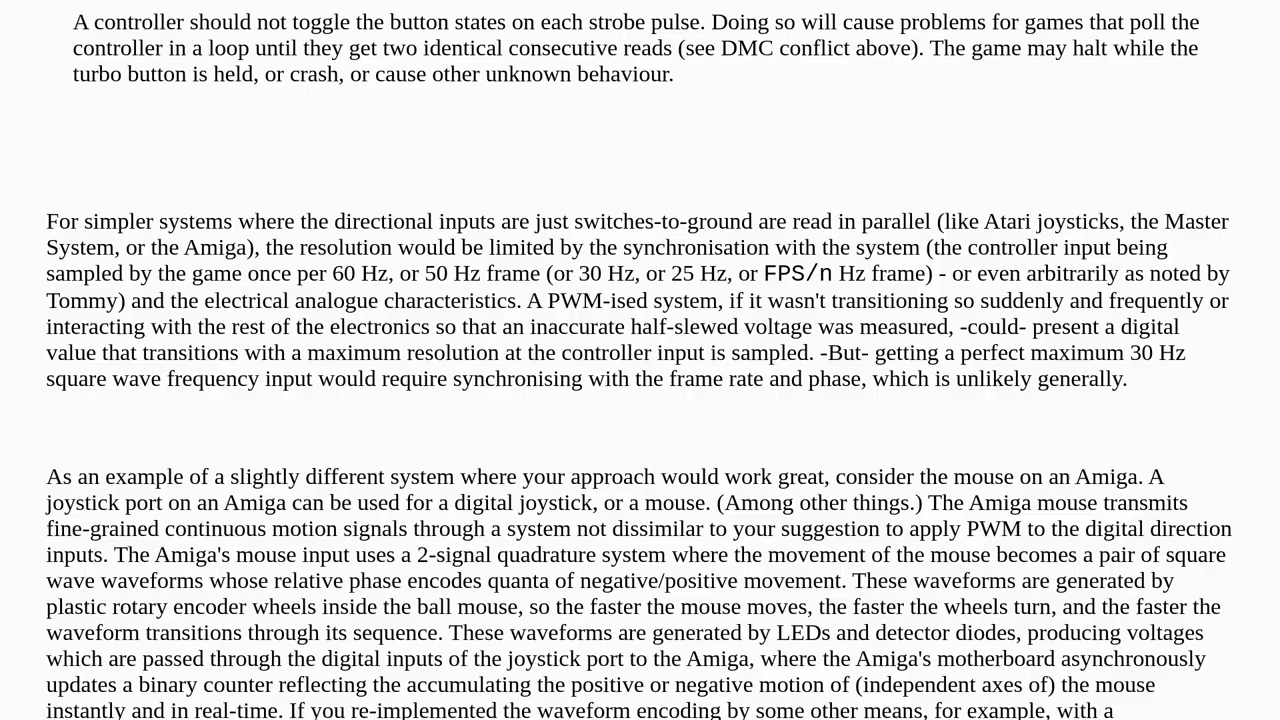 A controller should not toggle the button states on each strobe pulse. Doing so will cause problems for games that poll the
controller in a loop until they get two identical consecutive reads (see DMC conflict above). The game may halt while the
turbo button is held, or crash, or cause other unknown behaviour.
For simpler systems where the directional inputs are just switches-to-ground are read in parallel (like Atari joysticks, the Master
System, or the Amiga), the resolution would be limited by the synchronisation with the system (the controller input being
sampled by the game once per 60 Hz, or 50 Hz frame (or 30 Hz, or 25 Hz, or FPS/n Hz frame) - or even arbitrarily as noted by
Tommy) and the electrical analogue characteristics. A PWM-ised system, if it wasn't transitioning so suddenly and frequently or
interacting with the rest of the electronics so that an inaccurate half-slewed voltage was measured, -could- present a digital
value that transitions with a maximum resolution at the controller input is sampled. -But- getting a perfect maximum 30 Hz
square wave frequency input would require synchronising with the frame rate and phase, which is unlikely generally.
As an example of a slightly different system where your approach would work great, consider the mouse on an Amiga. A
joystick port on an Amiga can be used for a digital joystick, or a mouse. (Among other things.) The Amiga mouse transmits
fine-grained continuous motion signals through a system not dissimilar to your suggestion to apply PWM to the digital direction
inputs. The Amiga's mouse input uses a 2-signal quadrature system where the movement of the mouse becomes a pair of square
wave waveforms whose relative phase encodes quanta of negative/positive movement. These waveforms are generated by
plastic rotary encoder wheels inside the ball mouse, so the faster the mouse moves, the faster the wheels turn, and the faster the
waveform transitions through its sequence. These waveforms are generated by LEDs and detector diodes, producing voltages
which are passed through the digital inputs of the joystick port to the Amiga, where the Amiga's motherboard asynchronously
updates a binary counter reflecting the accumulating the positive or negative motion of (independent axes of) the mouse
instantly and in real-time. If you re-implemented the waveform encoding by some other means, for example, with a